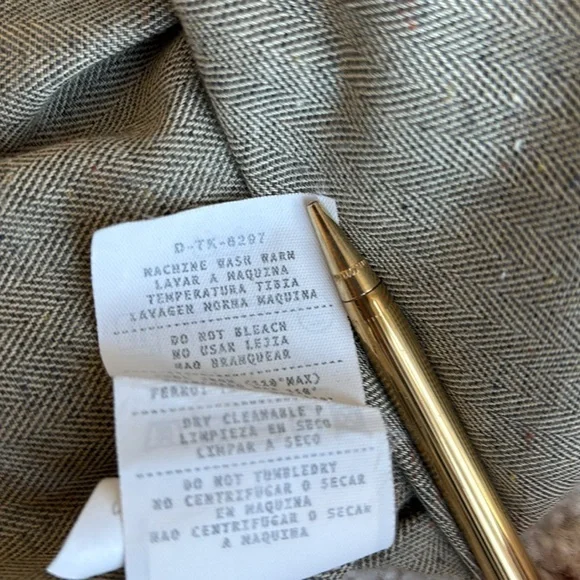 D-TK-6297
MACHINE WASH WARM
LAVAR A MAQUINA
TEMPERATURA TIBIA
LAVAGEM NORMA MAQUINA
DO NOT BLEACH
NO USAR LEJIA
NAO BRANQUEAR
DRY CLEANABLE P
LIMPIEZA EN SECO
LIMPAR A SECO
DO NOT TUMBLEDRY
NO CENTRIFUGAR O SECAR
EN MAQUINA
NAO CENTRIFUGAR O SECAR
A MAQUINA